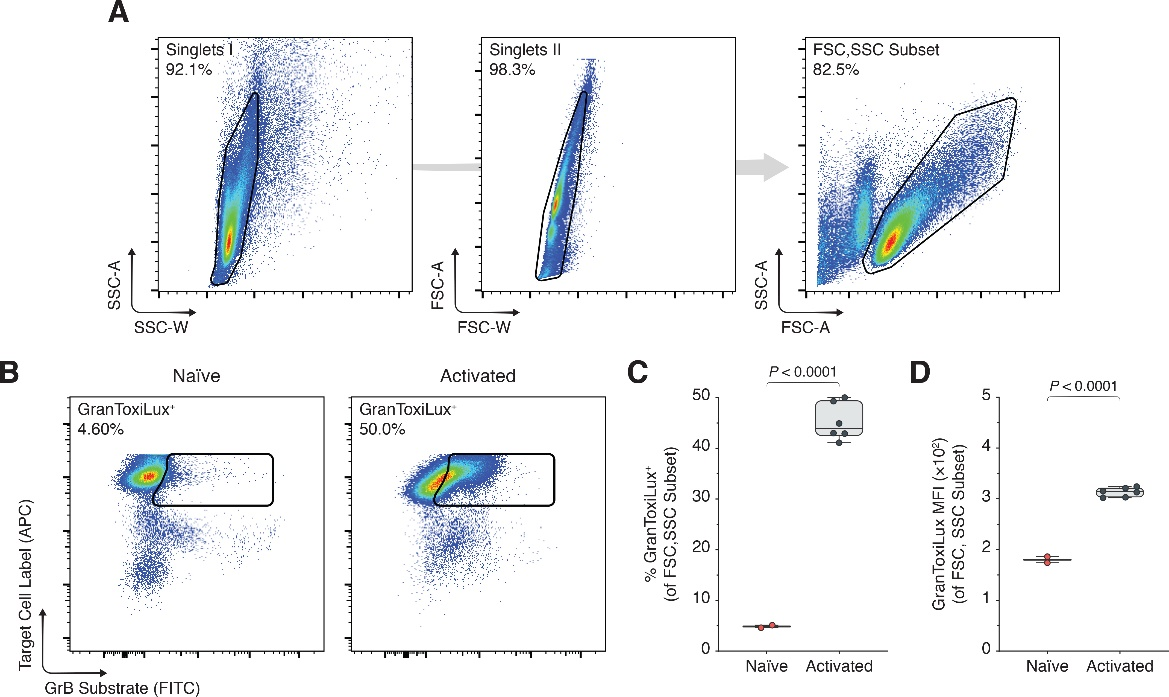 A
Singlets I
92.1%
SSC-A
SSC-W
Singlets II
98.3%
FSC-A
FSC-W
FSC,SSC Subset
82.5%
SSC-A
FSC-A
B
Naïve
GranToxiLux⁺
4.60%
Activated
GranToxiLux⁺
50.0%
Target Cell Label (APC)
GrB Substrate (FITC)
C
P < 0.0001
% GranToxiLux⁺
(of FSC,SSC Subset)
50
40
30
20
10
0
Naïve Activated
D
P < 0.0001
GranToxiLux MFI (×10²)
(of FSC, SSC Subset)
5
4
3
2
1
0
Naïve Activated